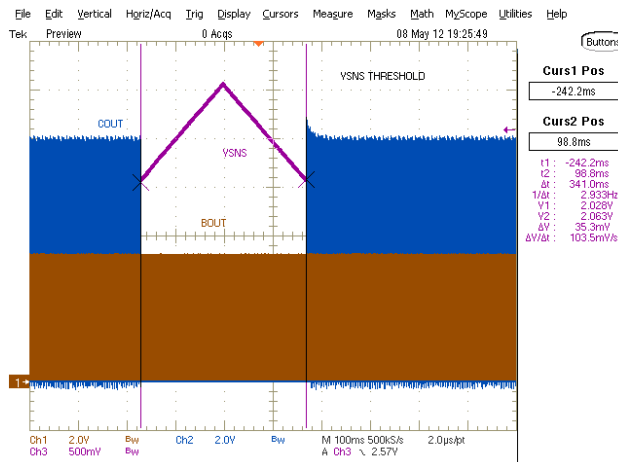 File Edit Vertical Horiz/Acq Trig Display Cursors Measure Masks Math MyScope Utilities Help
Tek Preview 0 Acqs 08 May 12 19:25:49
Buttons
Curs1 Pos
-242.2ms
Curs2 Pos
98.8ms
t1: -242.2ms
t2: 98.8ms
Δt: 341.0ms
1/Δt: 2.933Hz
V1: 2.028V
V2: 2.063V
ΔV: 35.3mV
ΔV/Δt: 103.5mV/s
VSNS THRESHOLD
COUT
VSNS
BOUT
1
Ch1 2.0V Bw Ch2 2.0V Bw M 100ms 500kS/s 2.0µs/pt
Ch3 500mV Bw A Ch3 \ 2.57V